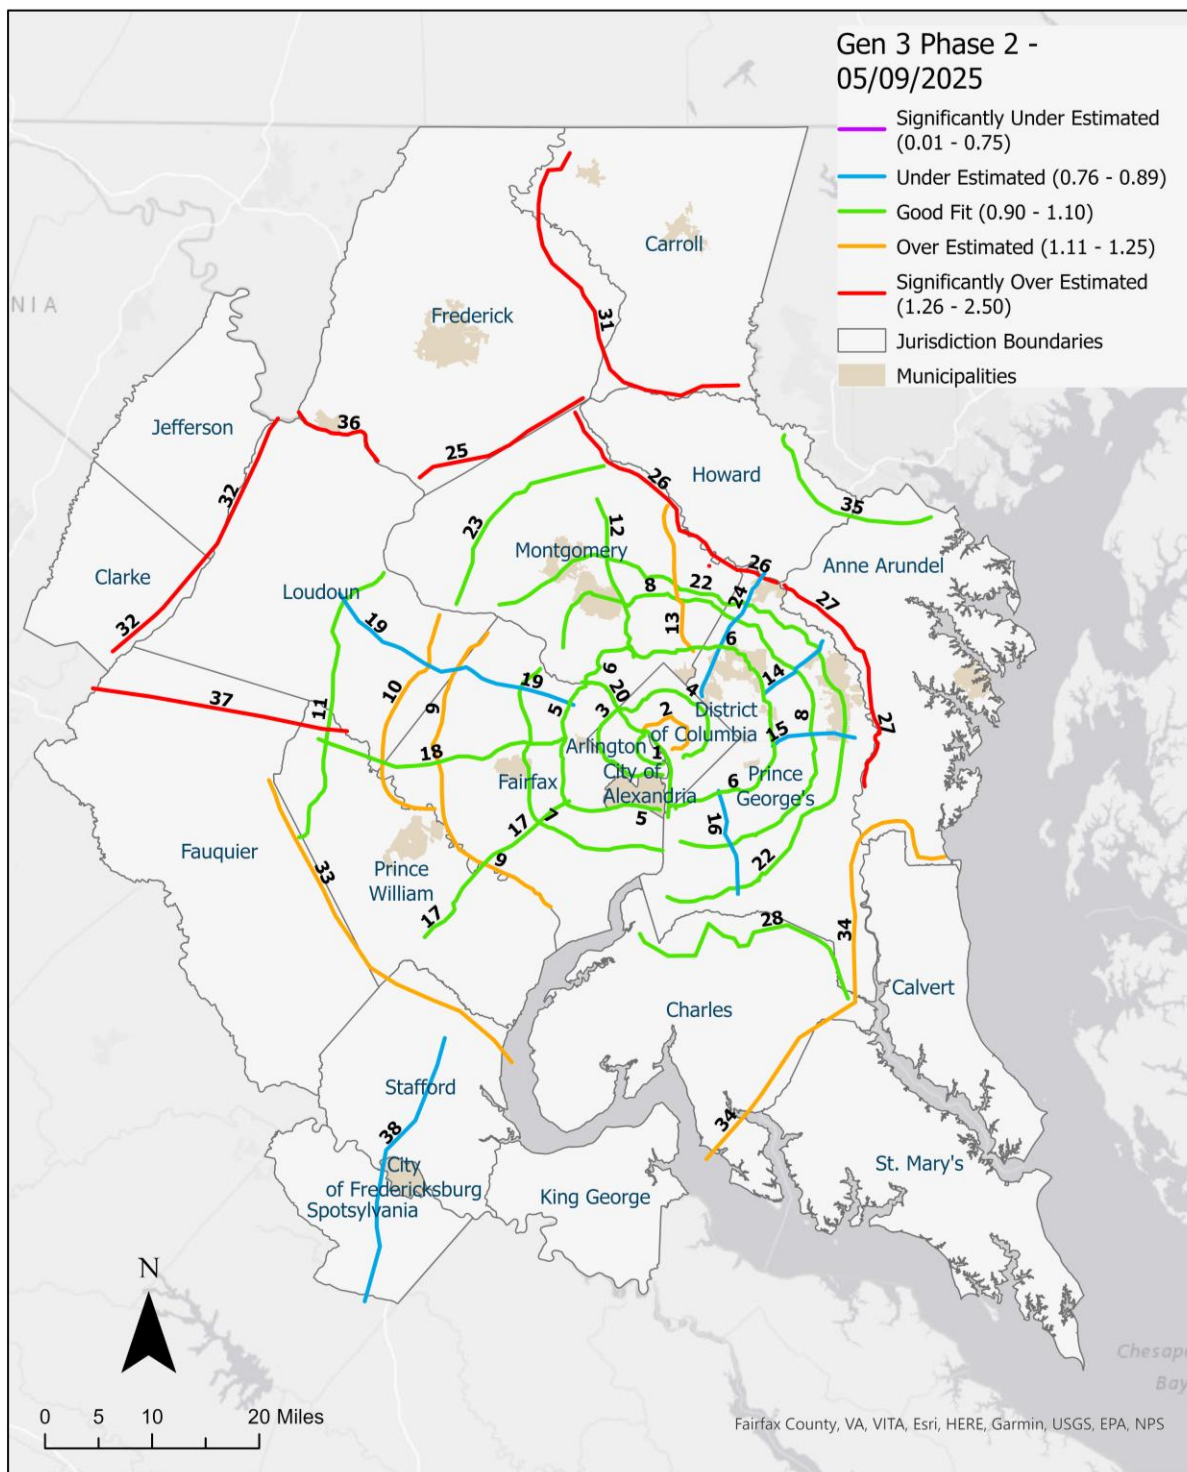 Gen 3 Phase 2 -
05/09/2025
Significantly Under Estimated
(0.01 - 0.75)
Under Estimated (0.76 - 0.89)
Good Fit (0.90 - 1.10)
Over Estimated (1.11 - 1.25)
Significantly Over Estimated
(1.26 - 2.50)
Jurisdiction Boundaries
Municipalities
NIA
Carroll
Frederick
31
Jefferson
36
25
Howard
26
32
35
23
12
Montgomery
Clarke
Loudoun
8
22
26
24
Anne Arundel
27
32
19
13
6
14
37
11
10
9
19
5
6
20
3
4
2
District
of Columbia
8
15
27
18
1
Arlington
City of
Alexandria
Fairfax
6
Prince
George's
17
7
5
16
22
Fauquier
33
Prince
William
9
17
28
34
Charles
Calvert
Stafford
38
34
City
of Fredericksburg
Spotsylvania
King George
St. Mary's
N
0 5 10 20 Miles
Chesape
Bay
Fairfax County, VA, VITA, Esri, HERE, Garmin, USGS, EPA, NPS